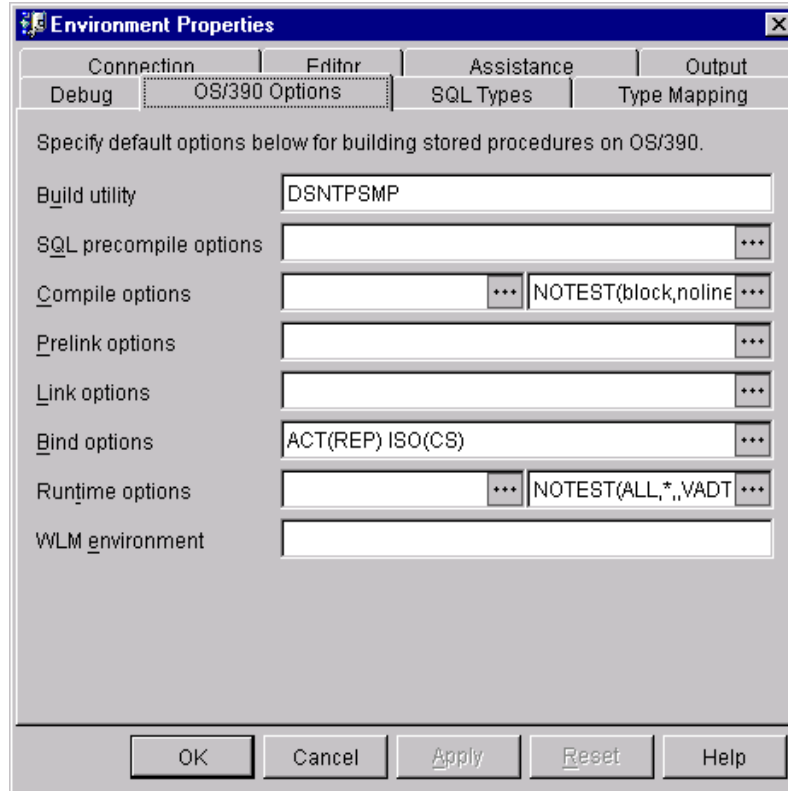 Environment Properties
Connection Editor Assistance Output
Debug OS/390 Options SQL Types Type Mapping
Specify default options below for building stored procedures on OS/390.
Build utility DSNTPSMP
SQL precompile options ...
Compile options ... NOTEST(block,noline ...
Prelink options ...
Link options ...
Bind options ACT(REP) ISO(CS) ...
Runtime options ... NOTEST(ALL,*,,VADT ...
WLM environment
OK Cancel Apply Reset Help